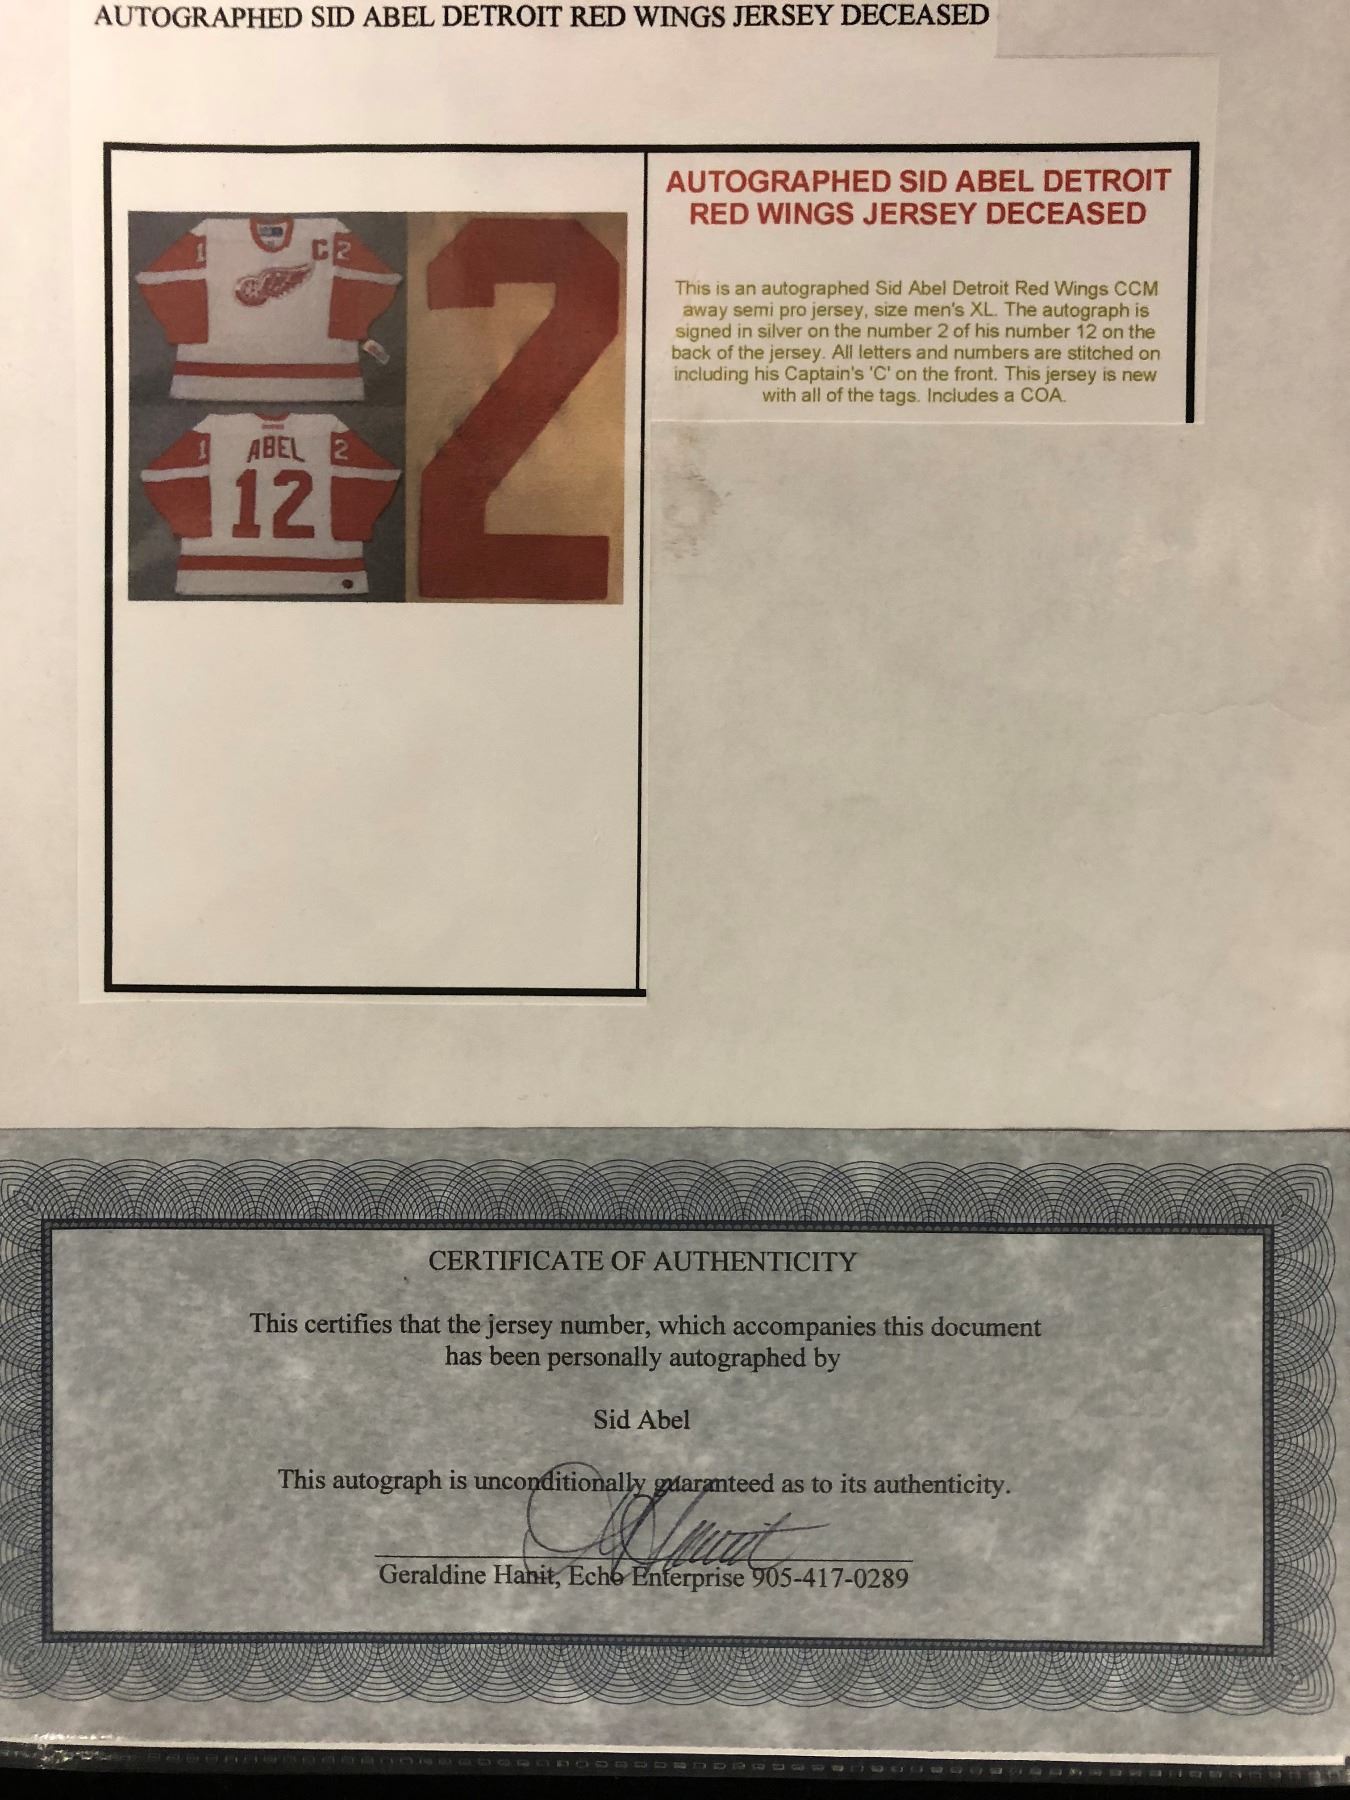 AUTOGRAPHED SID ABEL DETROIT RED WINGS JERSEY DECEASED
AUTOGRAPHED SID ABEL DETROIT
RED WINGS JERSEY DECEASED
This is an autographed Sid Abel Detroit Red Wings CCM
away semi pro jersey, size men's XL. The autograph is
signed in silver on the number 2 of his number 12 on the
back of the jersey. All letters and numbers are stitched on
including his Captain's 'C' on the front. This jersey is new
with all of the tags. Includes a COA.
1 C 2
1 ABEL 2
12
2
CERTIFICATE OF AUTHENTICITY
This certifies that the jersey number, which accompanies this document
has been personally autographed by
Sid Abel
This autograph is unconditionally guaranteed as to its authenticity.
Geraldine Hanit, Echo Enterprise 905-417-0289